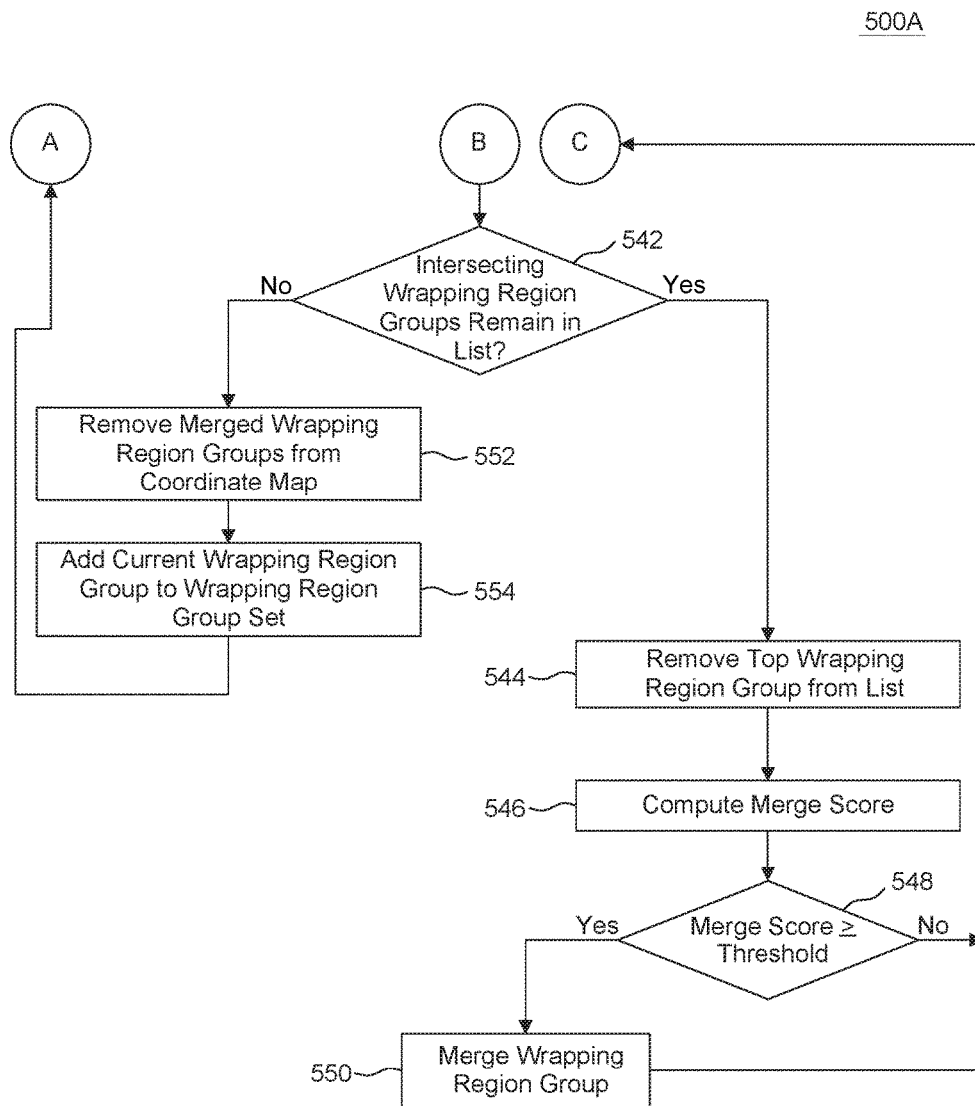 500A
A
B
C
542
Intersecting
Wrapping Region
Groups Remain in
List?
No
Yes
Remove Merged Wrapping
Region Groups from
Coordinate Map
552
Add Current Wrapping Region
Group to Wrapping Region
Group Set
554
544
Remove Top Wrapping
Region Group from List
546
Compute Merge Score
548
Yes
Merge Score ≥
Threshold
No
550
Merge Wrapping
Region Group